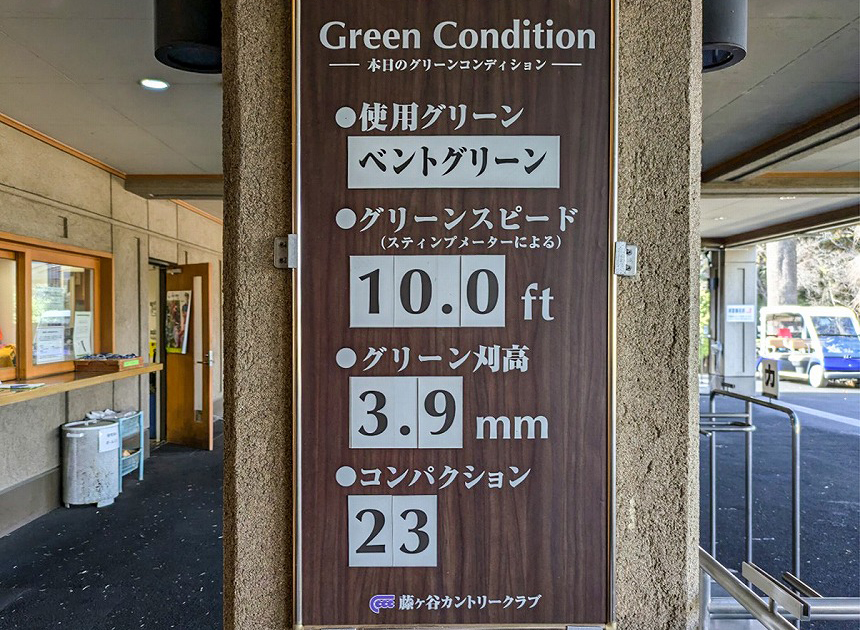 Green Condition
本日のグリーンコンディション
●使用グリーン
ベントグリーン
●グリーンスピード
(スティンプメーターによる)
10.0 ft
●グリーン刈高
3.9 mm
●コンパクション
23
藤ヶ谷カントリークラブ
カ